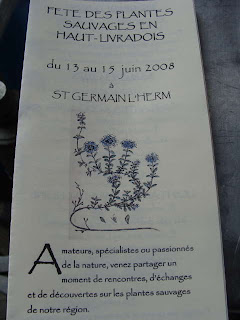 FETE DES PLANTES
SAUVAGES EN
HAUT-LIVRADOIS
du 13 au 15 juin 2008
à
ST GERMAIN L'HERM
Amateurs, spécialistes ou passionnés
de la nature, venez partager un
moment de rencontres, d'échanges
et de découvertes sur les plantes sauvages
de notre région.